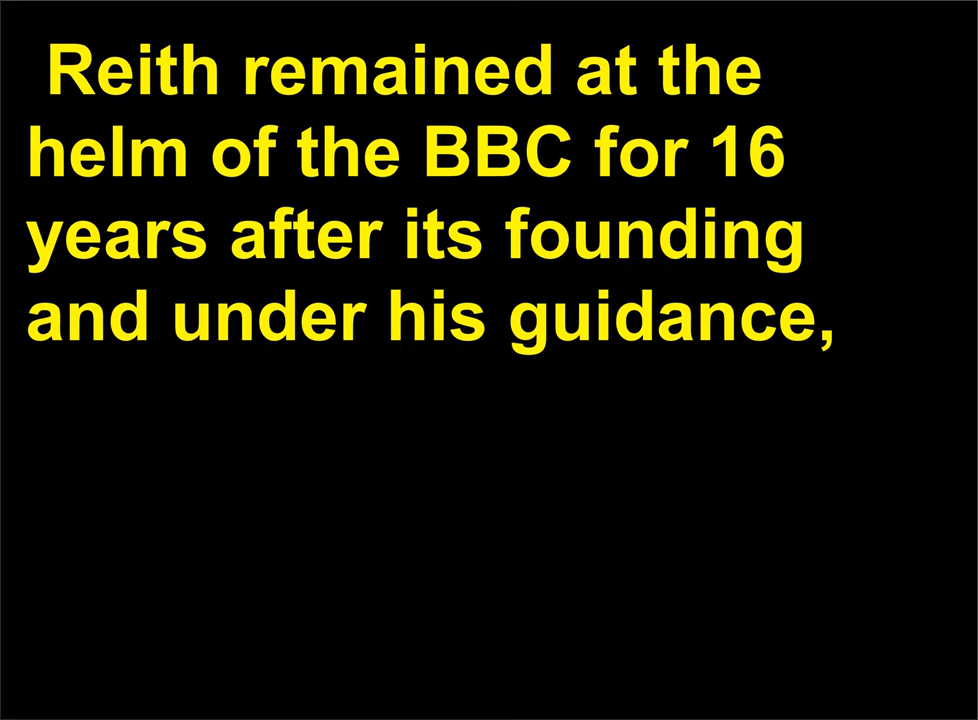 Reith remained at the
helm of the BBC for 16
years after its founding
and under his guidance,